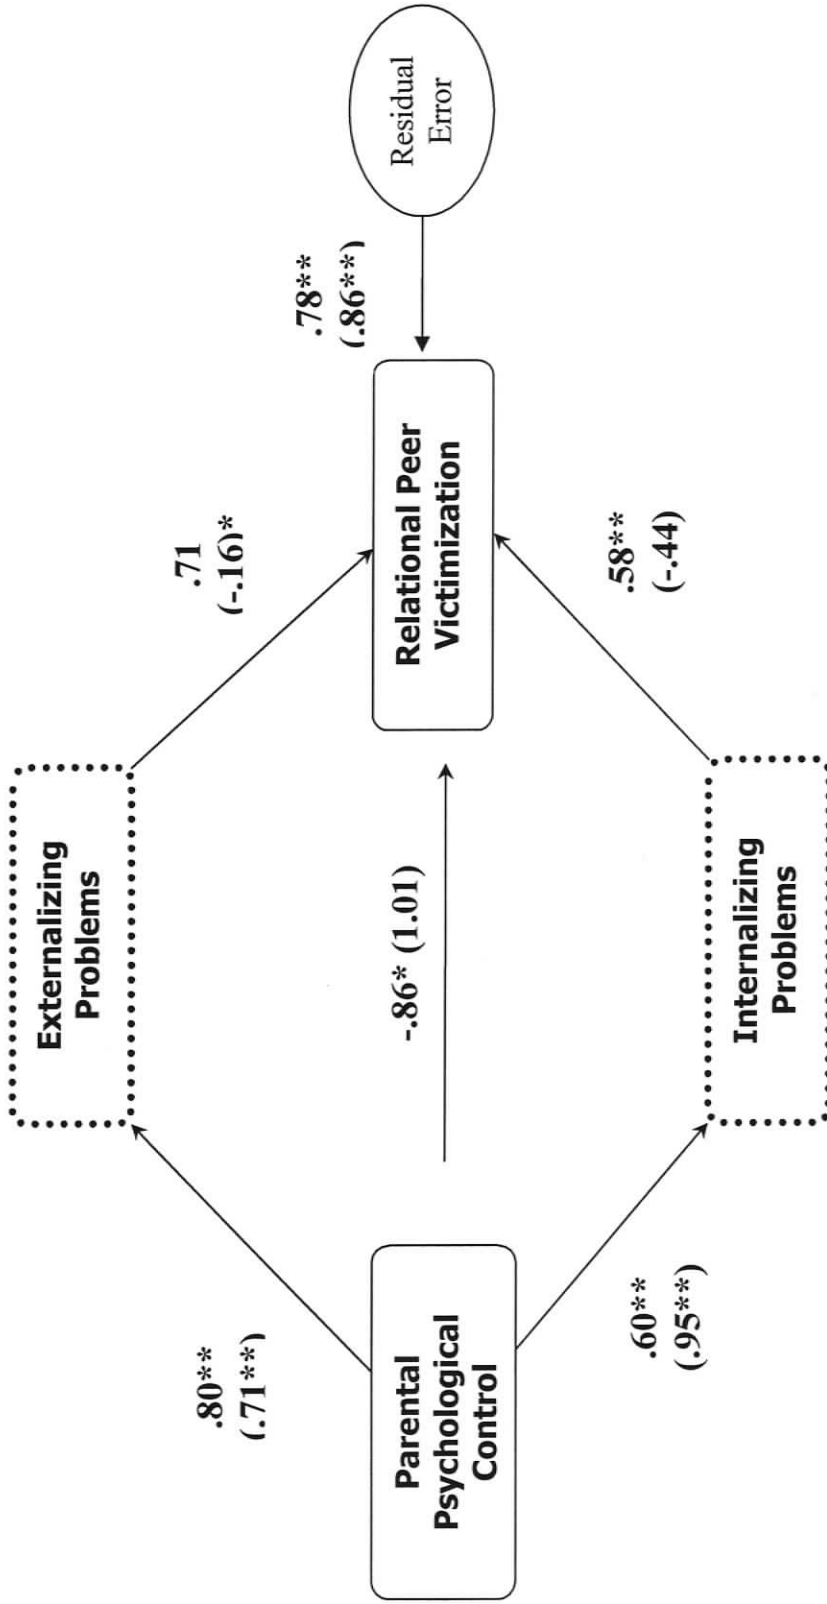 Externalizing
Problems
.80**
(.71**)
.71
(-.16)*
.78**
(.86**)
Parental
Psychological
Control
-.86* (1.01)
Relational Peer
Victimization
Residual
Error
.60**
(.95**)
.58**
(-.44)
Internalizing
Problems